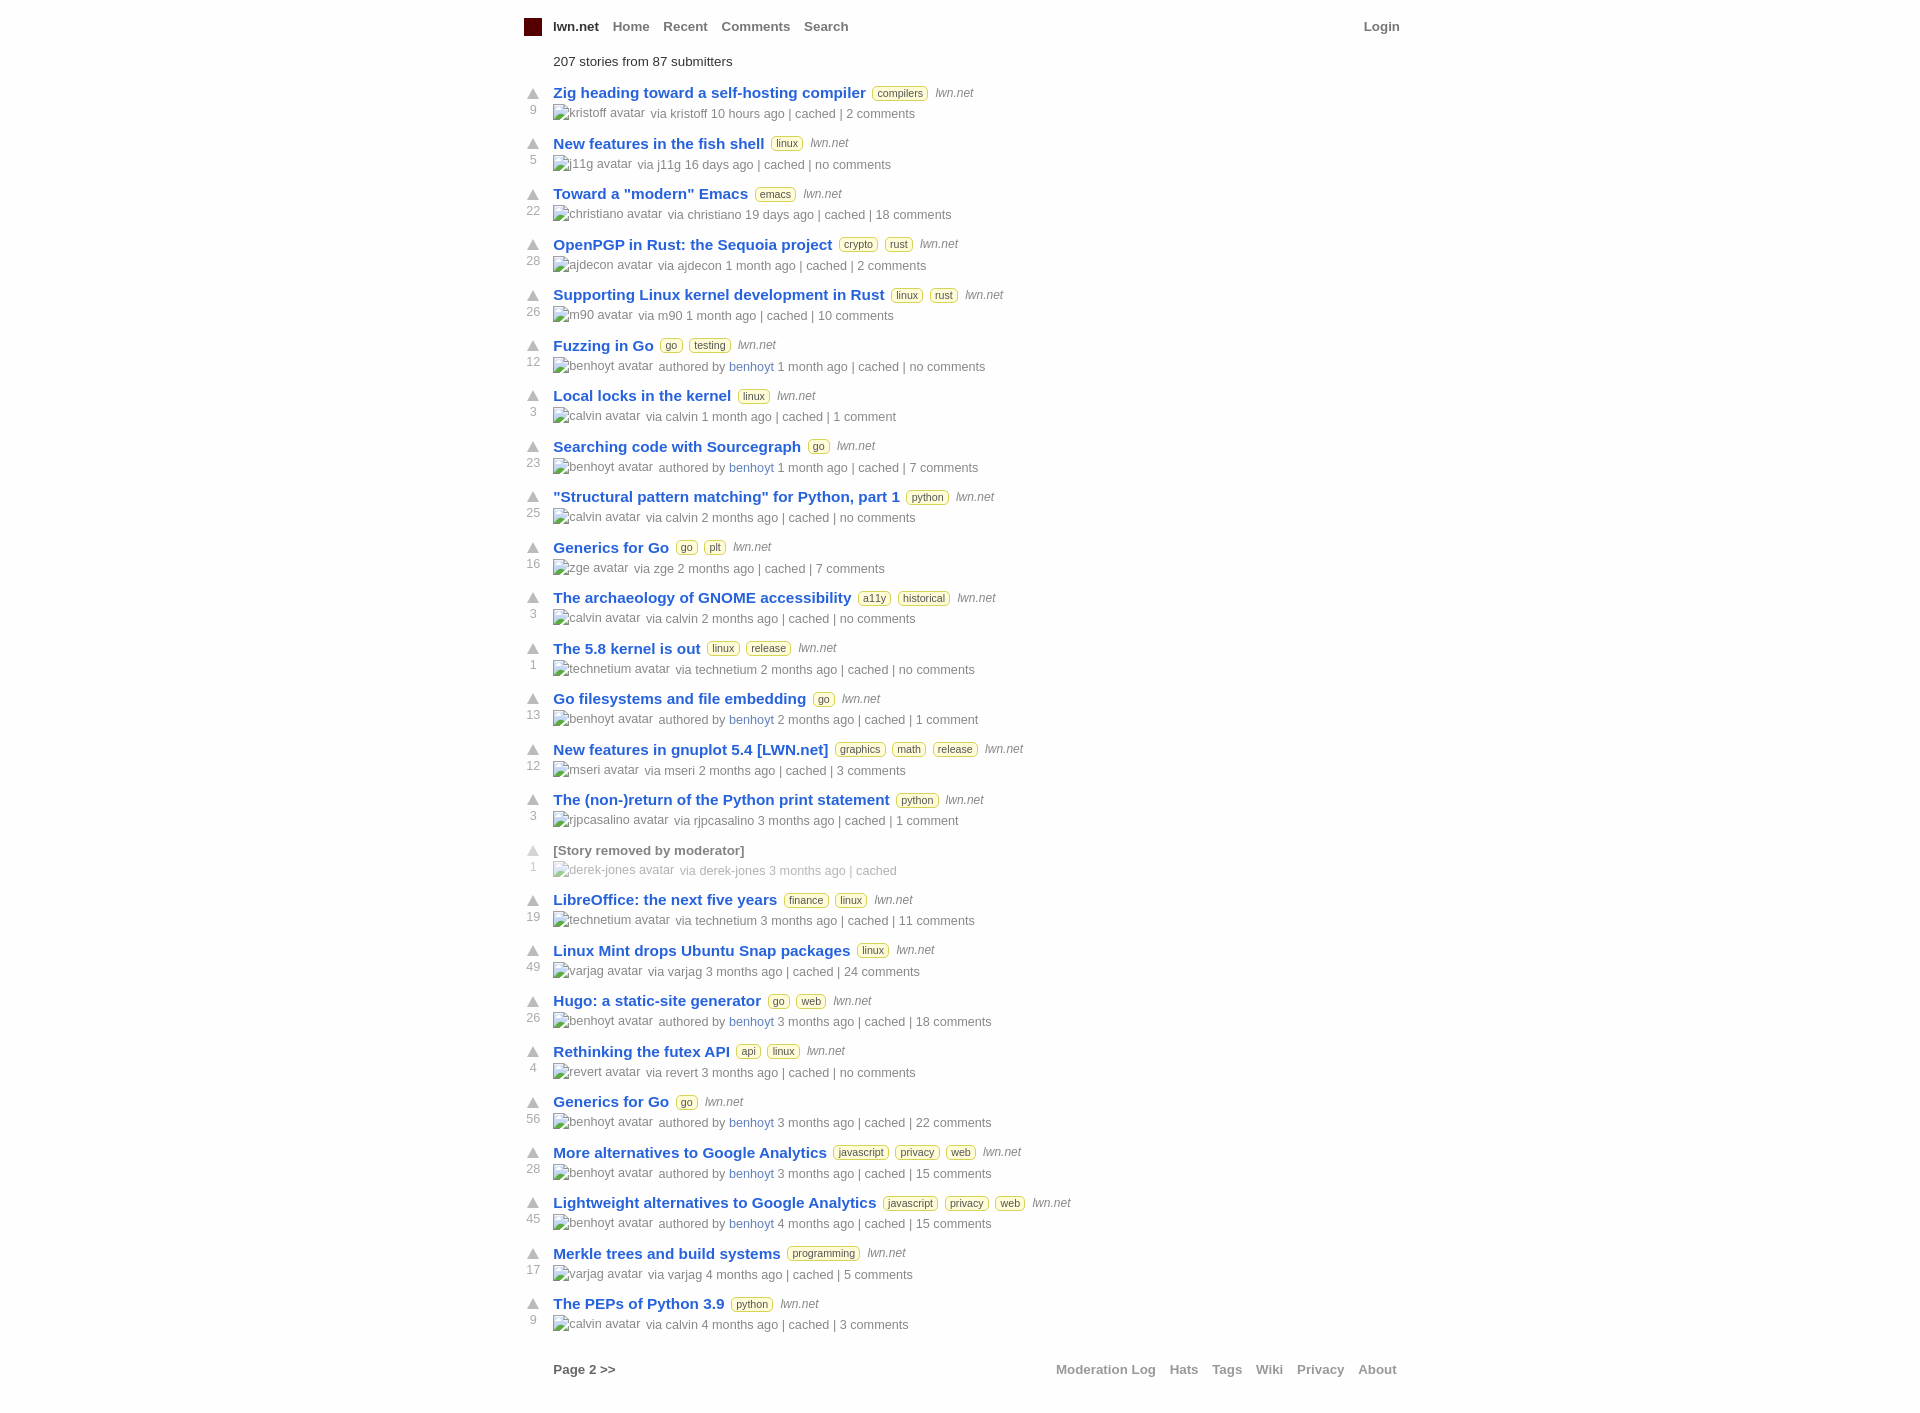 lwn.net Home Recent Comments Search Login
207 stories from 87 submitters
Zig heading toward a self-hosting compiler compilers lwn.net
9 kristoff avatar via kristoff 10 hours ago | cached | 2 comments
New features in the fish shell linux lwn.net
5 j11g avatar via j11g 16 days ago | cached | no comments
Toward a "modern" Emacs emacs lwn.net
22 christiano avatar via christiano 19 days ago | cached | 18 comments
OpenPGP in Rust: the Sequoia project crypto rust lwn.net
28 ajdecon avatar via ajdecon 1 month ago | cached | 2 comments
Supporting Linux kernel development in Rust linux rust lwn.net
26 m90 avatar via m90 1 month ago | cached | 10 comments
Fuzzing in Go go testing lwn.net
12 benhoyt avatar authored by benhoyt 1 month ago | cached | no comments
Local locks in the kernel linux lwn.net
3 calvin avatar via calvin 1 month ago | cached | 1 comment
Searching code with Sourcegraph go lwn.net
23 benhoyt avatar authored by benhoyt 1 month ago | cached | 7 comments
"Structural pattern matching" for Python, part 1 python lwn.net
25 calvin avatar via calvin 2 months ago | cached | no comments
Generics for Go go plt lwn.net
16 zge avatar via zge 2 months ago | cached | 7 comments
The archaeology of GNOME accessibility a11y historical lwn.net
3 calvin avatar via calvin 2 months ago | cached | no comments
The 5.8 kernel is out linux release lwn.net
1 technetium avatar via technetium 2 months ago | cached | no comments
Go filesystems and file embedding go lwn.net
13 benhoyt avatar authored by benhoyt 2 months ago | cached | 1 comment
New features in gnuplot 5.4 [LWN.net] graphics math release lwn.net
12 mseri avatar via mseri 2 months ago | cached | 3 comments
The (non-)return of the Python print statement python lwn.net
3 rjpcasalino avatar via rjpcasalino 3 months ago | cached | 1 comment
[Story removed by moderator]
1 derek-jones avatar via derek-jones 3 months ago | cached
LibreOffice: the next five years finance linux lwn.net
19 technetium avatar via technetium 3 months ago | cached | 11 comments
Linux Mint drops Ubuntu Snap packages linux lwn.net
49 varjag avatar via varjag 3 months ago | cached | 24 comments
Hugo: a static-site generator go web lwn.net
26 benhoyt avatar authored by benhoyt 3 months ago | cached | 18 comments
Rethinking the futex API api linux lwn.net
4 revert avatar via revert 3 months ago | cached | no comments
Generics for Go go lwn.net
56 benhoyt avatar authored by benhoyt 3 months ago | cached | 22 comments
More alternatives to Google Analytics javascript privacy web lwn.net
28 benhoyt avatar authored by benhoyt 3 months ago | cached | 15 comments
Lightweight alternatives to Google Analytics javascript privacy web lwn.net
45 benhoyt avatar authored by benhoyt 4 months ago | cached | 15 comments
Merkle trees and build systems programming lwn.net
17 varjag avatar via varjag 4 months ago | cached | 5 comments
The PEPs of Python 3.9 python lwn.net
9 calvin avatar via calvin 4 months ago | cached | 3 comments
Page 2 >> Moderation Log Hats Tags Wiki Privacy About